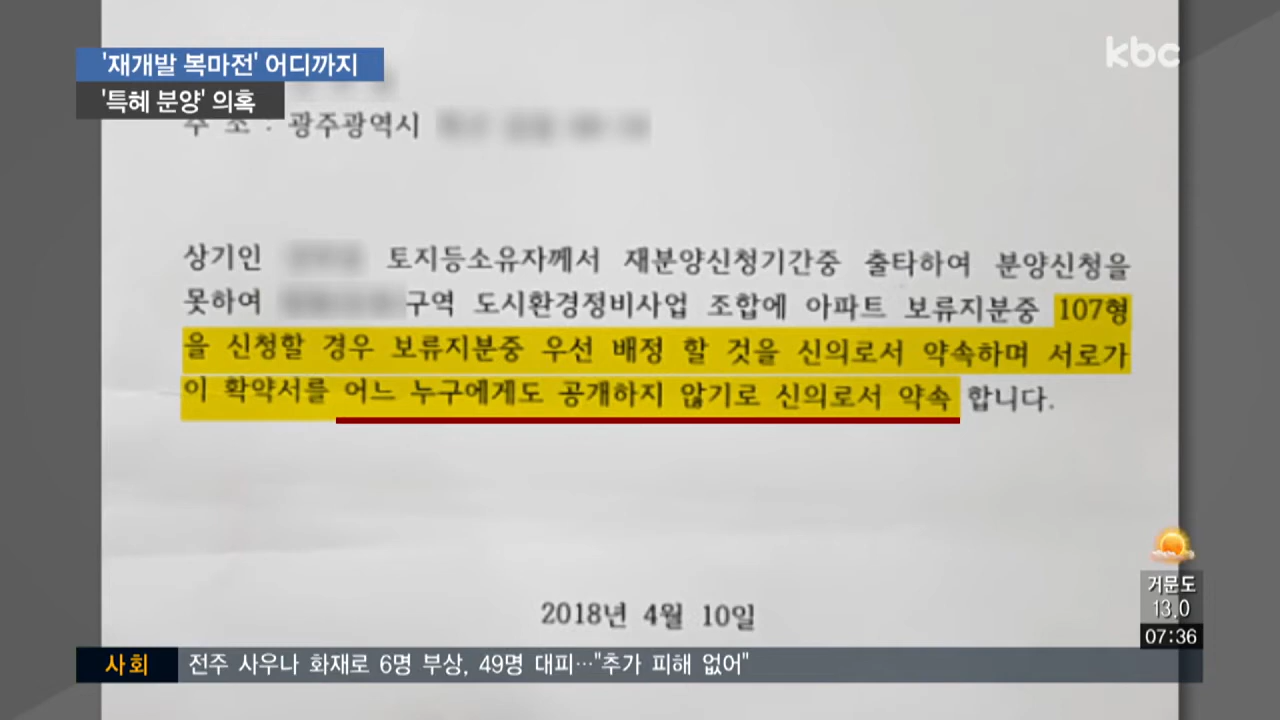 '재개발 복마전' 어디까지
kbc
'특혜 분양' 의혹
주 소 : 광주광역시
상기인 토지등소유자께서 재분양신청기간중 출타하여 분양신청을
못하여 구역 도시환경정비사업 조합에 아파트 보류지분중 107형
을 신청할 경우 보류지분중 우선 배정 할 것을 신의로서 약속하며 서로가
이 확약서를 어느 누구에게도 공개하지 않기로 신의로서 약속 합니다.
2018년 4월 10일
거문도
13.0
07:36
사회 전주 사우나 화재로 6명 부상, 49명 대피…"추가 피해 없어"